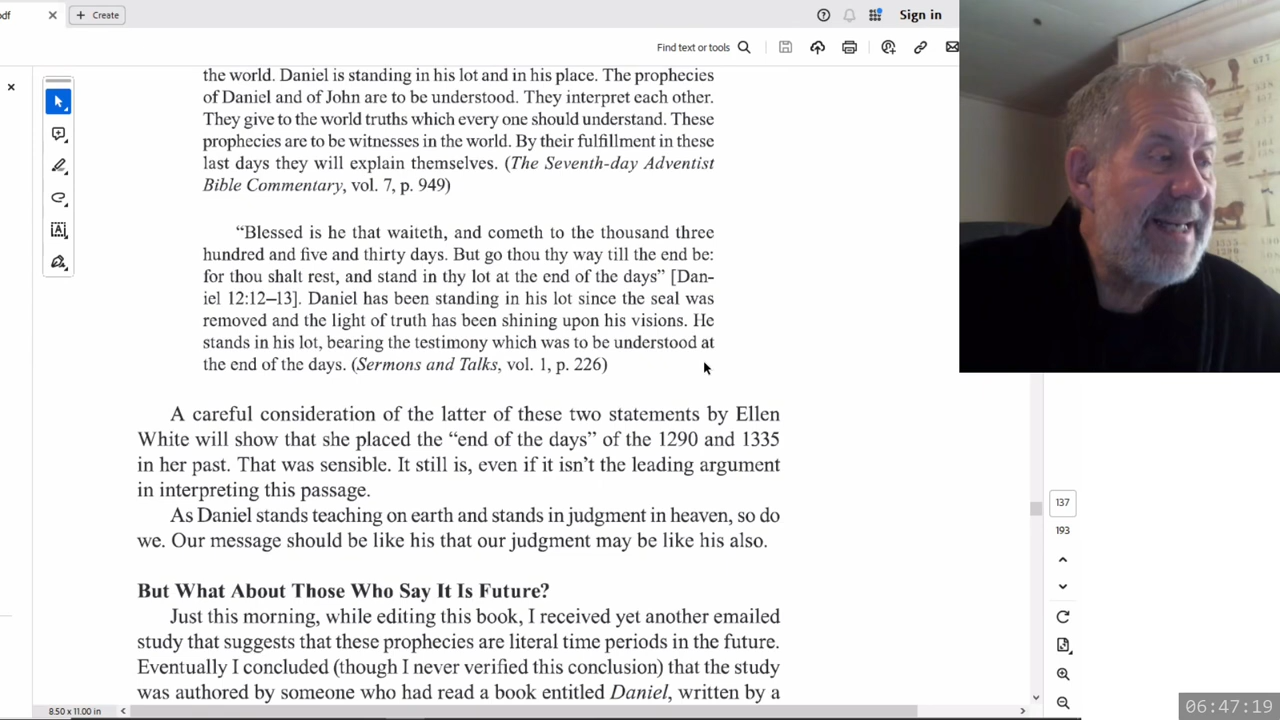 odf
Create
Sign in
Find text or tools
the world. Daniel is standing in his lot and in his place. The prophecies
of Daniel and of John are to be understood. They interpret each other.
They give to the world truths which every one should understand. These
prophecies are to be witnesses in the world. By their fulfillment in these
last days they will explain themselves. (The Seventh-day Adventist
Bible Commentary, vol. 7, p. 949)
“Blessed is he that waiteth, and cometh to the thousand three
hundred and five and thirty days. But go thou thy way till the end be:
for thou shalt rest, and stand in thy lot at the end of the days” [Dan-
iel 12:12–13]. Daniel has been standing in his lot since the seal was
removed and the light of truth has been shining upon his visions. He
stands in his lot, bearing the testimony which was to be understood at
the end of the days. (Sermons and Talks, vol. 1, p. 226)
A careful consideration of the latter of these two statements by Ellen
White will show that she placed the “end of the days” of the 1290 and 1335
in her past. That was sensible. It still is, even if it isn’t the leading argument
in interpreting this passage.
As Daniel stands teaching on earth and stands in judgment in heaven, so do
we. Our message should be like his that our judgment may be like his also.
But What About Those Who Say It Is Future?
Just this morning, while editing this book, I received yet another emailed
study that suggests that these prophecies are literal time periods in the future.
Eventually I concluded (though I never verified this conclusion) that the study
was authored by someone who had read a book entitled Daniel, written by a
137
193
8.50 x 11.00 in
06:47:19